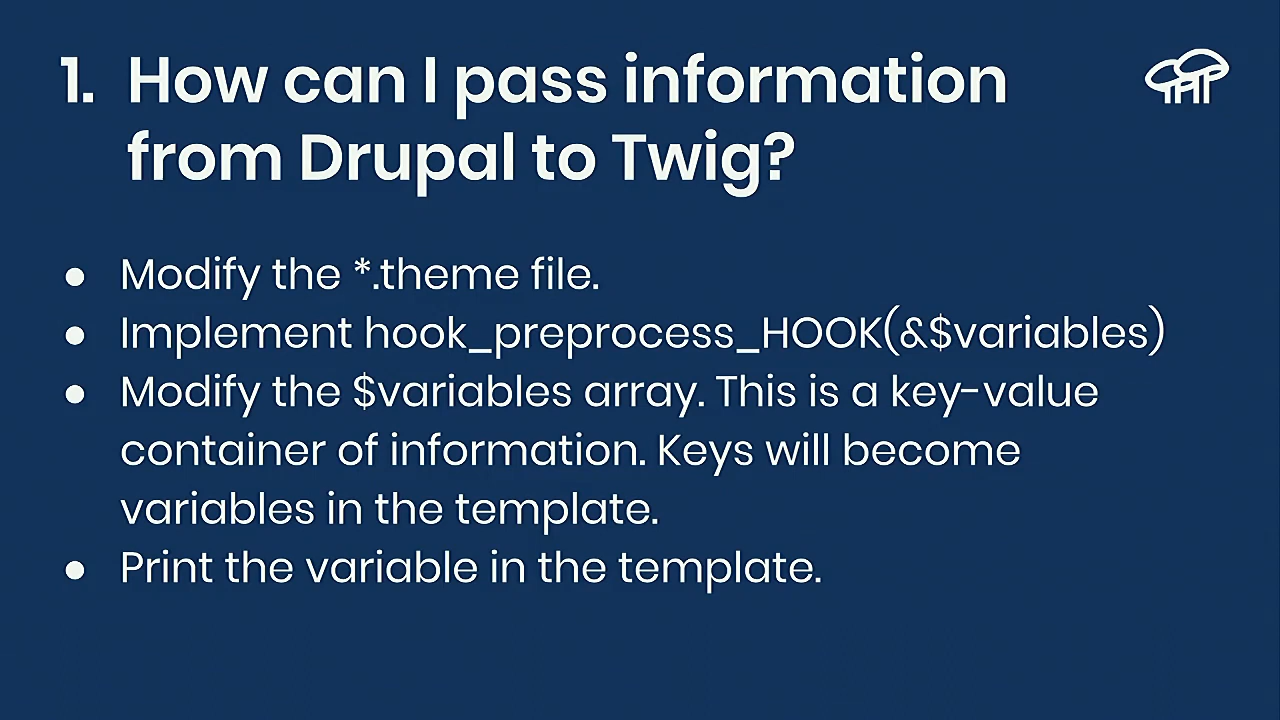 1. How can I pass information
from Drupal to Twig?
● Modify the *.theme file.
● Implement hook_preprocess_HOOK(&$variables)
● Modify the $variables array. This is a key-value
container of information. Keys will become
variables in the template.
● Print the variable in the template.